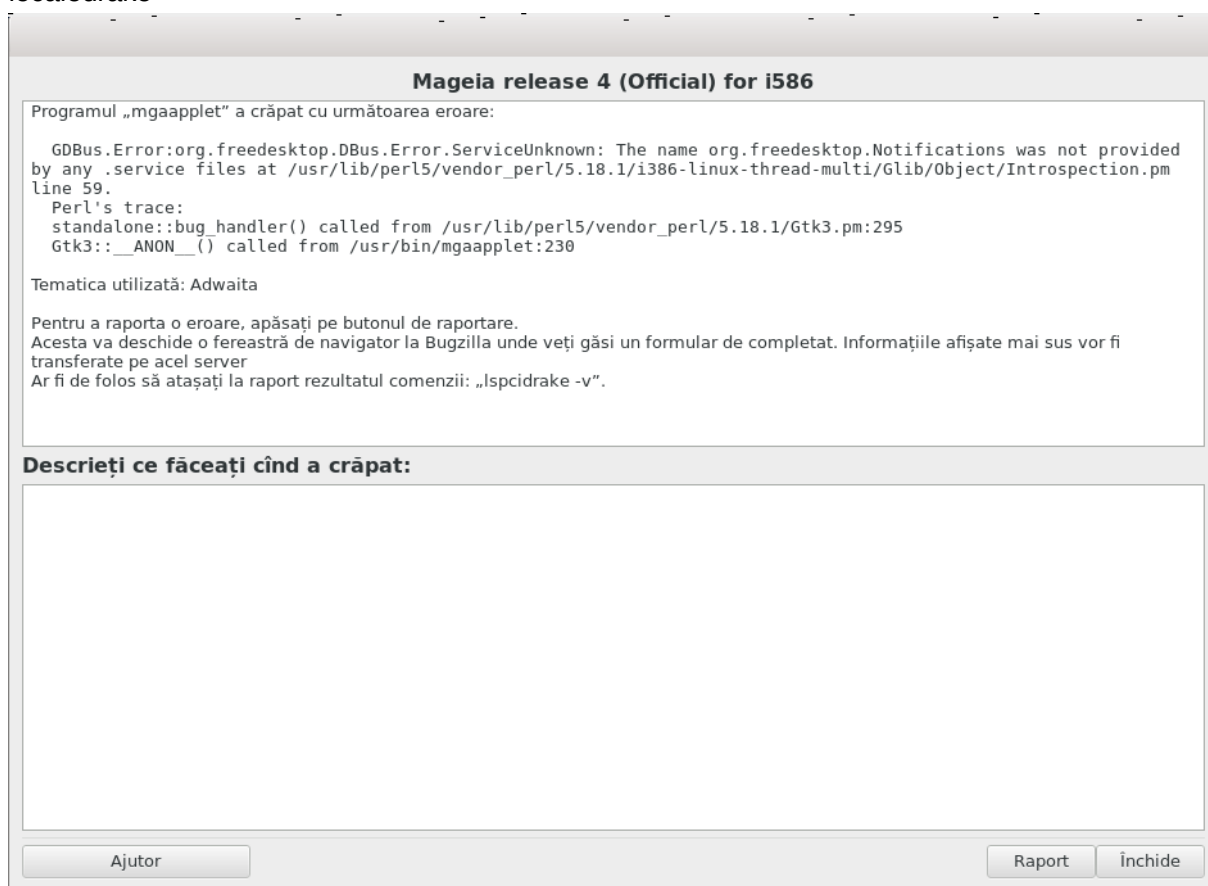 Mageia release 4 (Official) for i586
Programul „mgaapplet” a crăpat cu următoarea eroare:
GDBus.Error:org.freedesktop.DBus.Error.ServiceUnknown: The name org.freedesktop.Notifications was not provided
by any .service files at /usr/lib/perl5/vendor_perl/5.18.1/i386-linux-thread-multi/Glib/Object/Introspection.pm
line 59.
Perl's trace:
standalone::bug_handler() called from /usr/lib/perl5/vendor_perl/5.18.1/Gtk3.pm:295
Gtk3::__ANON__() called from /usr/bin/mgaapplet:230
Tematica utilizată: Adwaita
Pentru a raporta o eroare, apăsați pe butonul de raportare.
Acesta va deschide o fereastră de navigator la Bugzilla unde veți găsi un formular de completat. Informațiile afișate mai sus vor fi
transferate pe acel server
Ar fi de folos să atașați la raport rezultatul comenzii: „lspcidrake -v”.
Descrieți ce făceați cînd a crăpat:
Ajutor
Raport
Închide